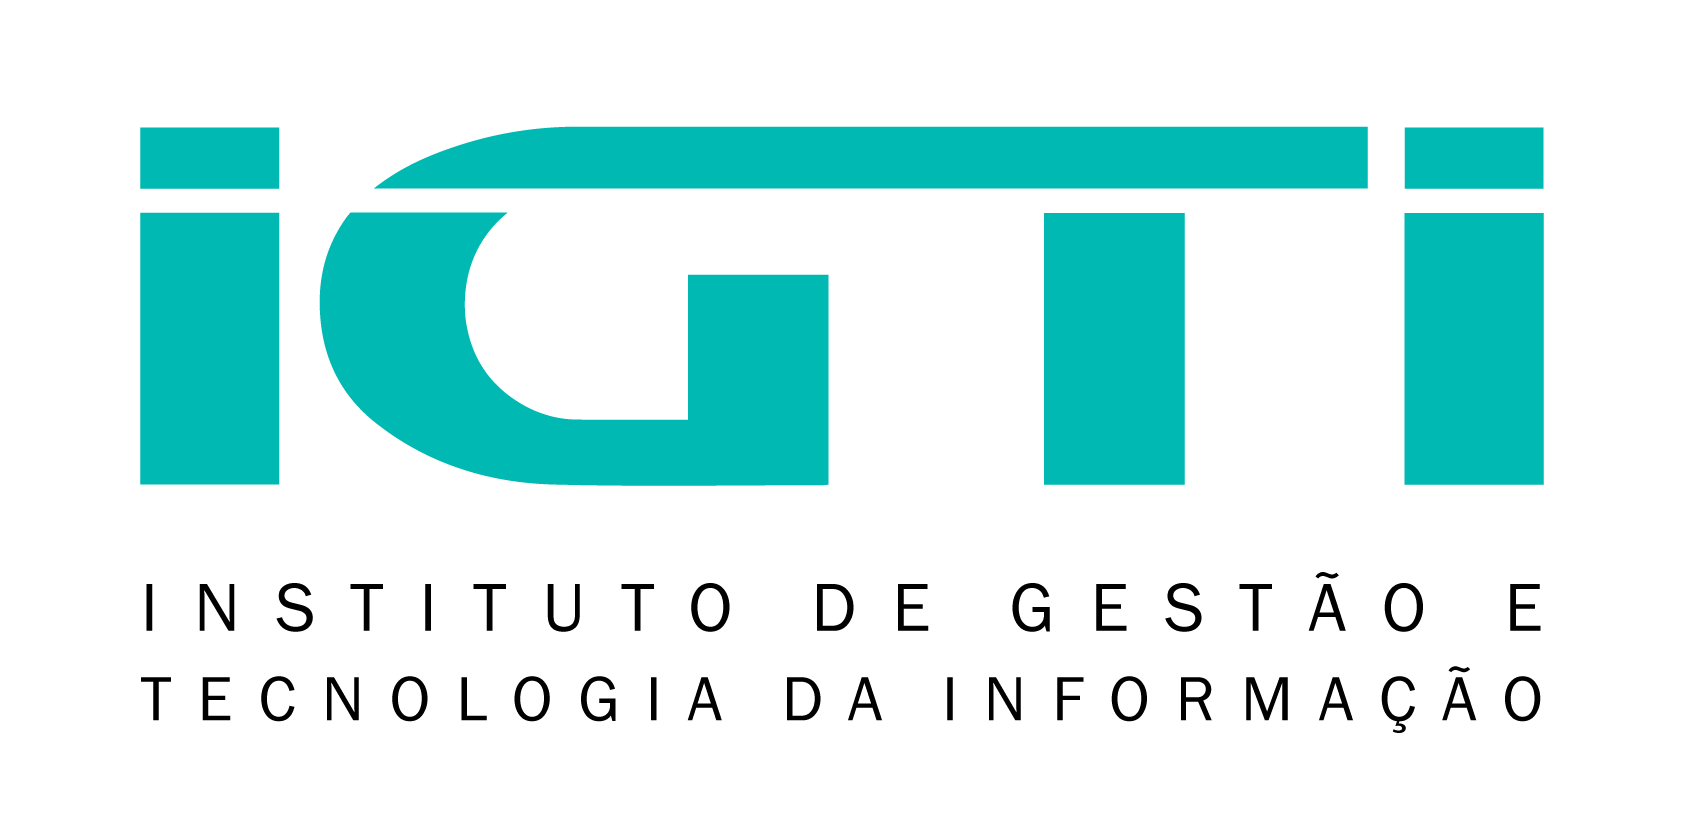 iGTi
INSTITUTO DE GESTÃO E
TECNOLOGIA DA INFORMAÇÃO